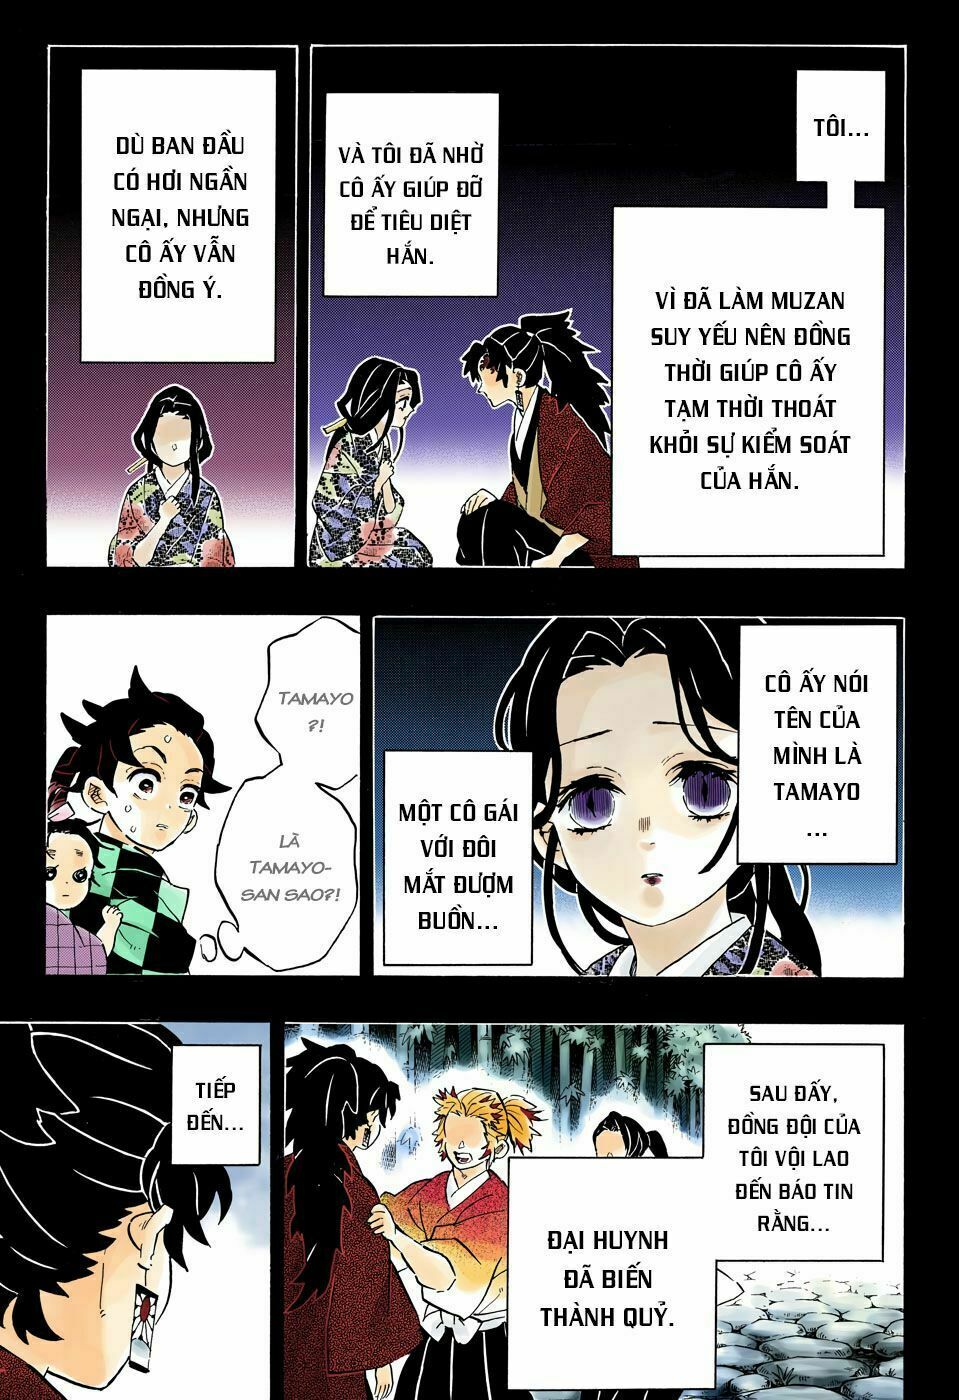 TÔI...
VÌ ĐÃ LÀM MUZAN
SUY YẾU NÊN ĐỒNG
THỜI GIÚP CÔ ẤY
TẠM THỜI THOÁT
KHỎI SỰ KIỂM SOÁT
CỦA HẮN.
VÀ TÔI ĐÃ NHỜ
CÔ ẤY GIÚP ĐỠ
ĐỂ TIÊU DIỆT
HẮN.
DÙ BAN ĐẦU
CÓ HƠI NGẦN
NGẠI, NHƯNG
CÔ ẤY VẪN
ĐỒNG Ý.
CÔ ẤY NÓI
TÊN CỦA
MÌNH LÀ
TAMAYO
...
MỘT CÔ GÁI
VỚI ĐÔI
MẮT ĐƯỢM
BUỒN...
TAMAYO
?!
LÀ
TAMAYO-
SAN SAO?!
SAU ĐẤY,
ĐỒNG ĐỘI CỦA
TÔI VỘI LAO
ĐẾN BÁO TIN
RẰNG...
ĐẠI HUYNH
ĐÃ BIẾN
THÀNH QUỶ.
TIẾP
ĐẾN...